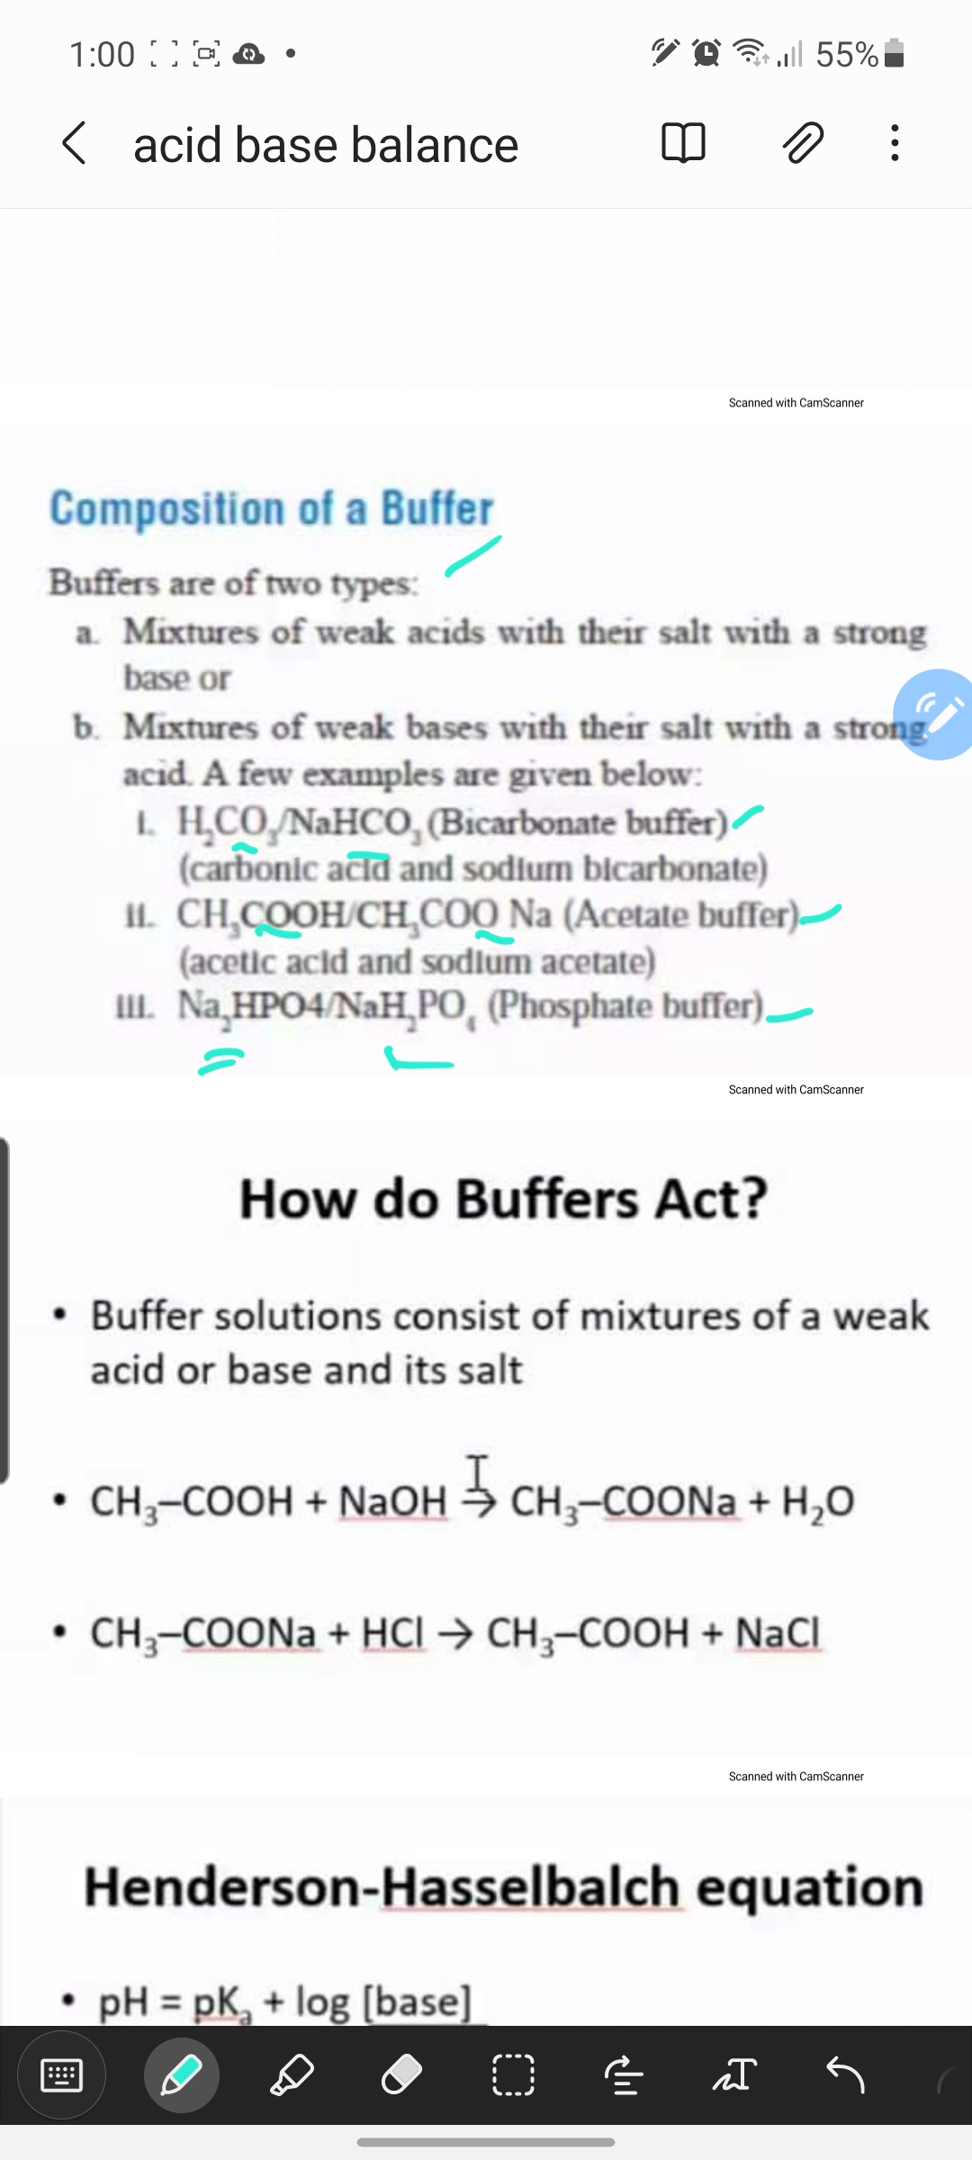 1:00 55%
acid base balance
Scanned with CamScanner
Composition of a Buffer
Buffers are of two types:
a. Mixtures of weak acids with their salt with a strong
base or
b. Mixtures of weak bases with their salt with a strong
acid. A few examples are given below:
i. H₂CO₃/NaHCO₃ (Bicarbonate buffer)
(carbonic acid and sodium bicarbonate)
ii. CH₃COOH/CH₃COO Na (Acetate buffer)
(acetic acid and sodium acetate)
iii. Na₂HPO4/NaH₂PO₄ (Phosphate buffer)
Scanned with CamScanner
How do Buffers Act?
• Buffer solutions consist of mixtures of a weak
acid or base and its salt
• CH₃–COOH + NaOH → CH₃–COONa + H₂O
• CH₃–COONa + HCl → CH₃–COOH + NaCl
Scanned with CamScanner
Henderson-Hasselbalch equation
• pH = pKₐ + log [base]